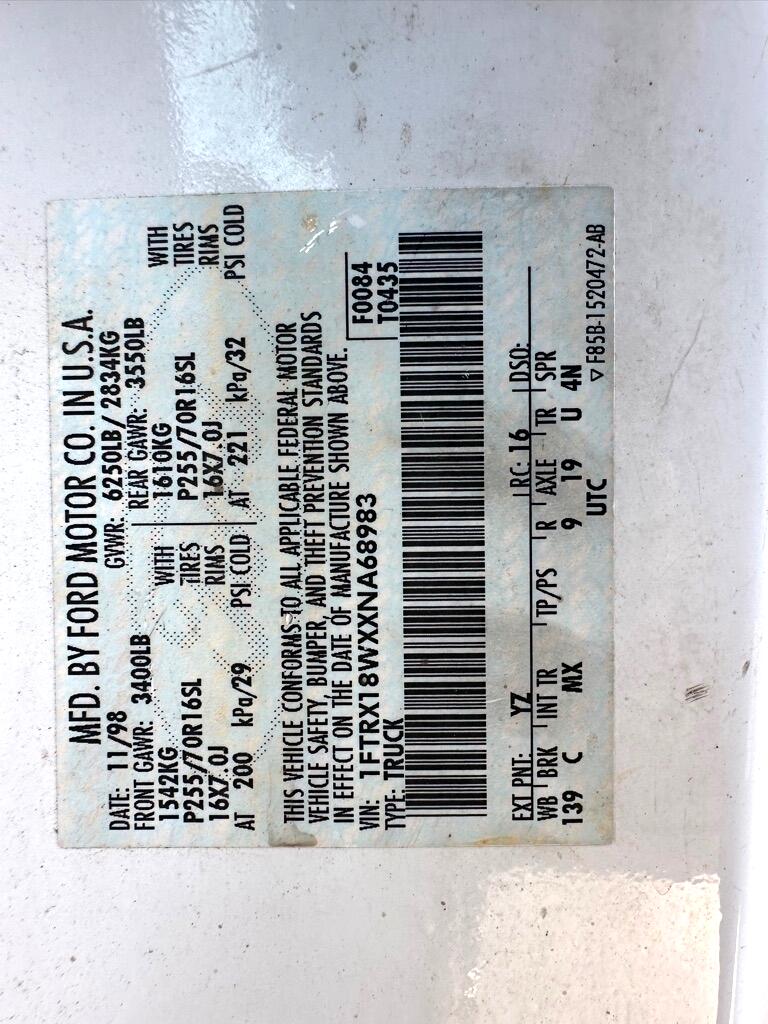 MFD. BY FORD MOTOR CO. IN U.S.A.
DATE: 11/98 GVWR: 6250LB/ 2834KG
FRONT GAWR: 3400LB REAR GAWR: 3550LB
1542KG WITH 1610KG WITH
P255/70R16SL TIRES P255/70R16SL TIRES
16X7.0J RIMS 16X7.0J RIMS
AT 200 kPa/29 PSI COLD AT 221 kPa/32 PSI COLD
THIS VEHICLE CONFORMS TO ALL APPLICABLE FEDERAL MOTOR
VEHICLE SAFETY, BUMPER, AND THEFT PREVENTION STANDARDS
IN EFFECT ON THE DATE OF MANUFACTURE SHOWN ABOVE.
VIN: 1FTRX18WXXNA68983 F0084
TYPE: TRUCK T0435
EXT PNT: YZ RC: 16 DSO:
WB BRK INT TR TP/PS R AXLE TR SPR
139 C MX 9 19 U 4N
UTC
▽ F85B-1520472-AB